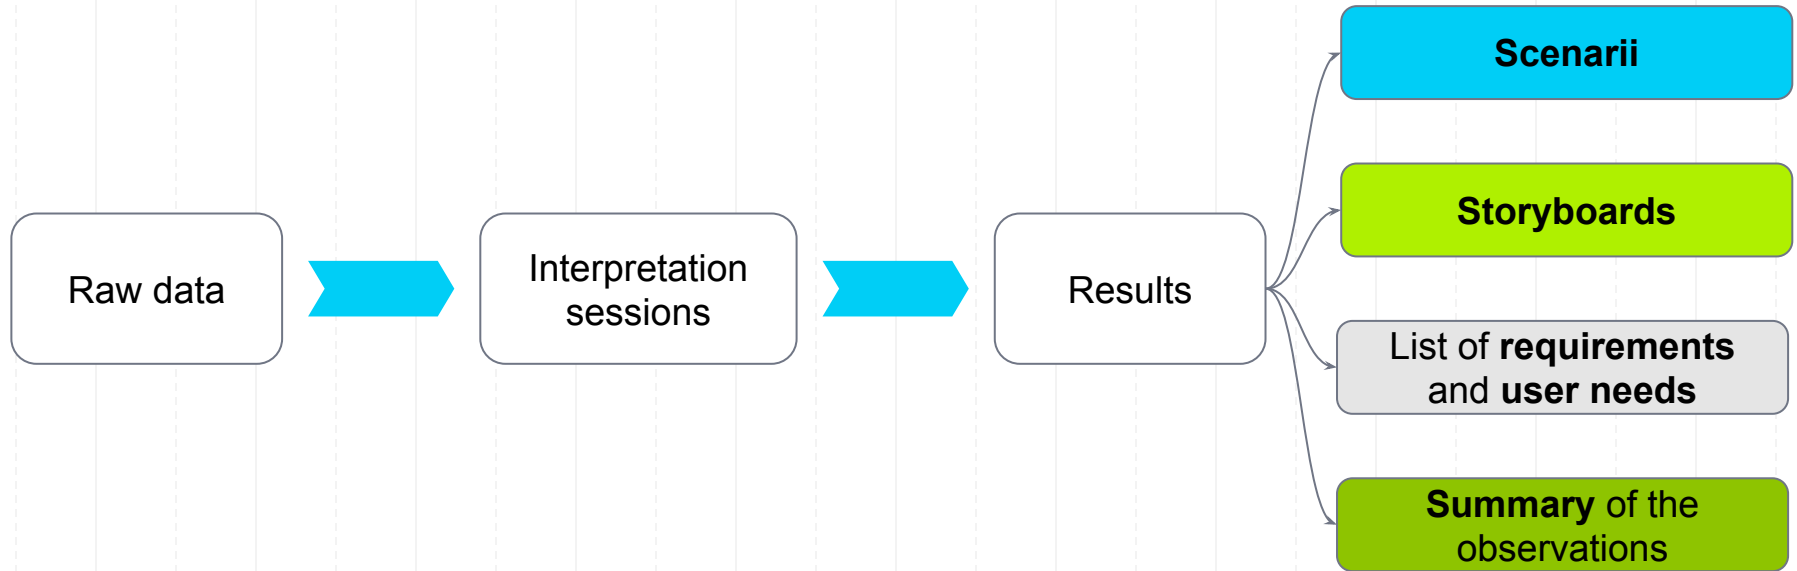 Raw data
Interpretation
sessions
Results
Scenarii
Storyboards
List of requirements
and user needs
Summary of the
observations